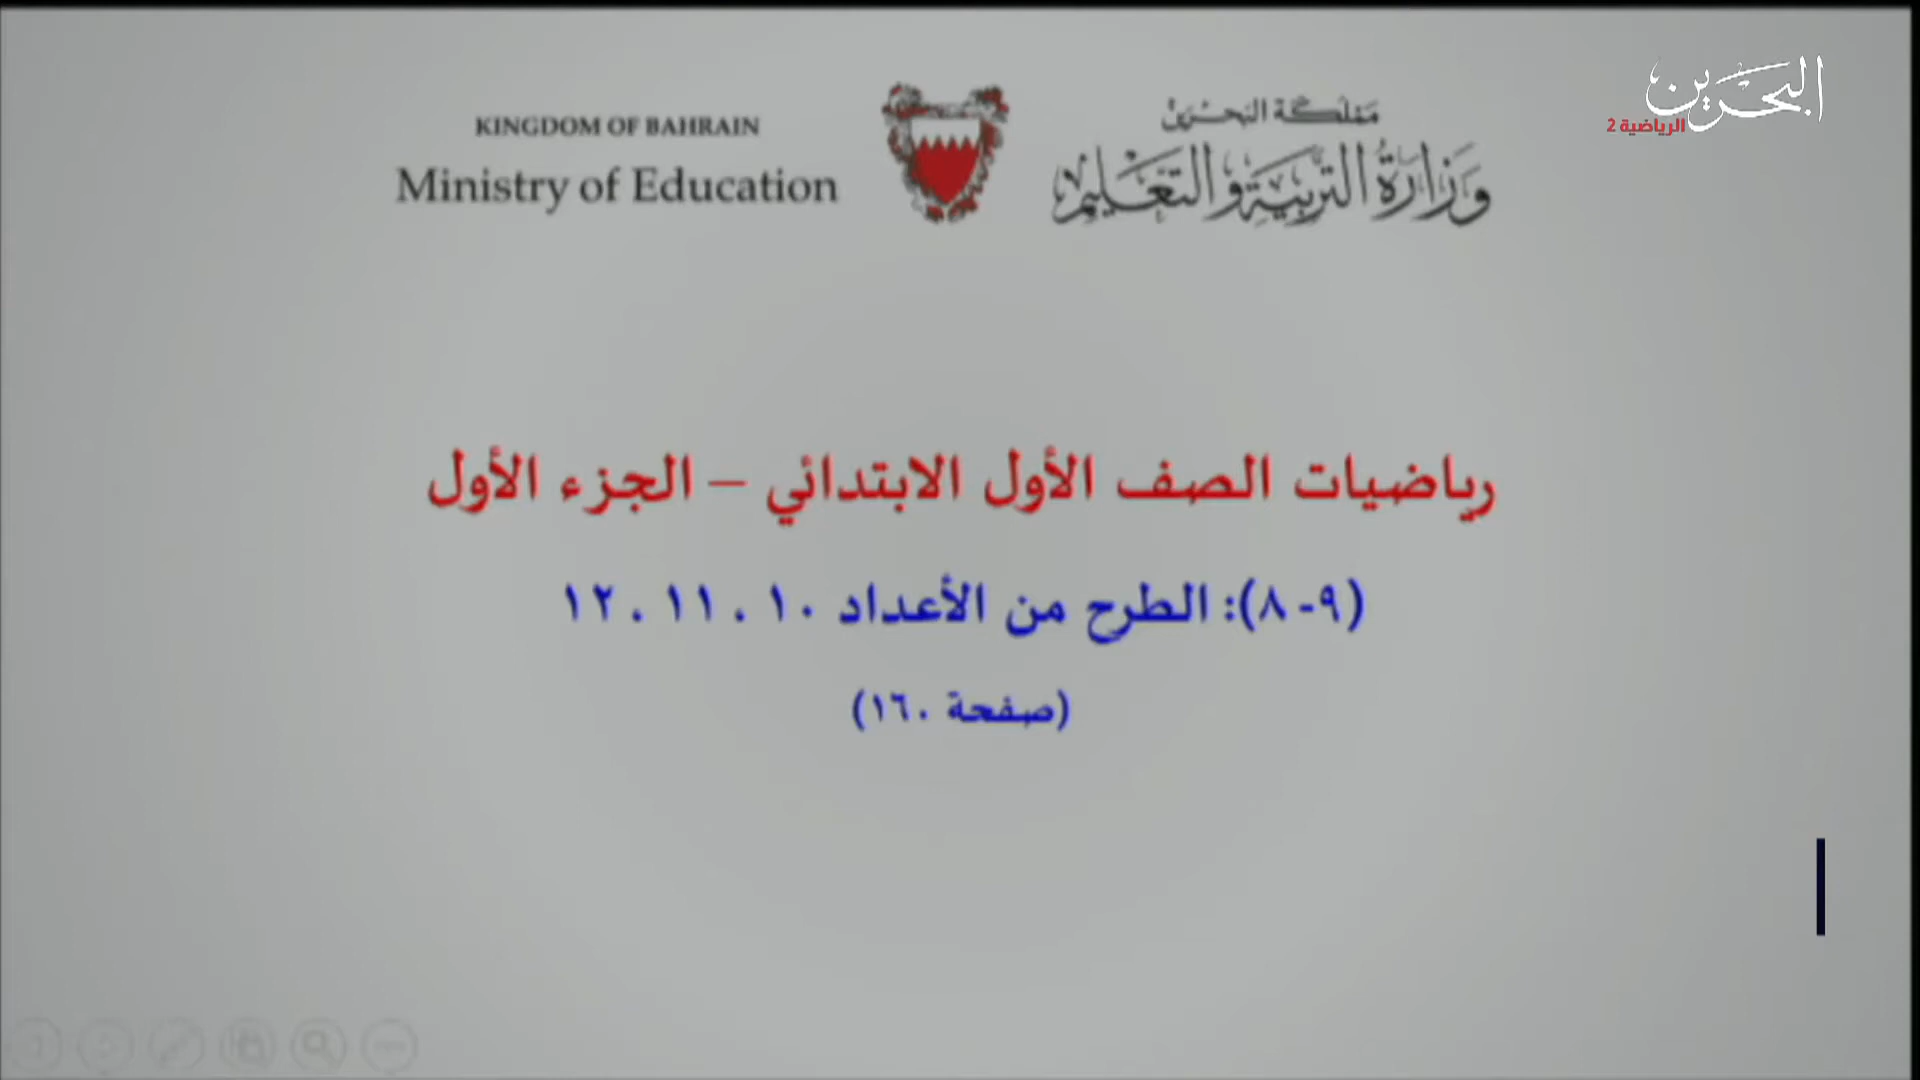 البحرين
الرياضية 2
KINGDOM OF BAHRAIN
Ministry of Education
مملكة البحرين
وزارة التربية والتعليم
رياضيات الصف الأول الابتدائي – الجزء الأول
(٩-٨): الطرح من الأعداد ١٠ ، ١١ ، ١٢
(صفحة ١٦٠)